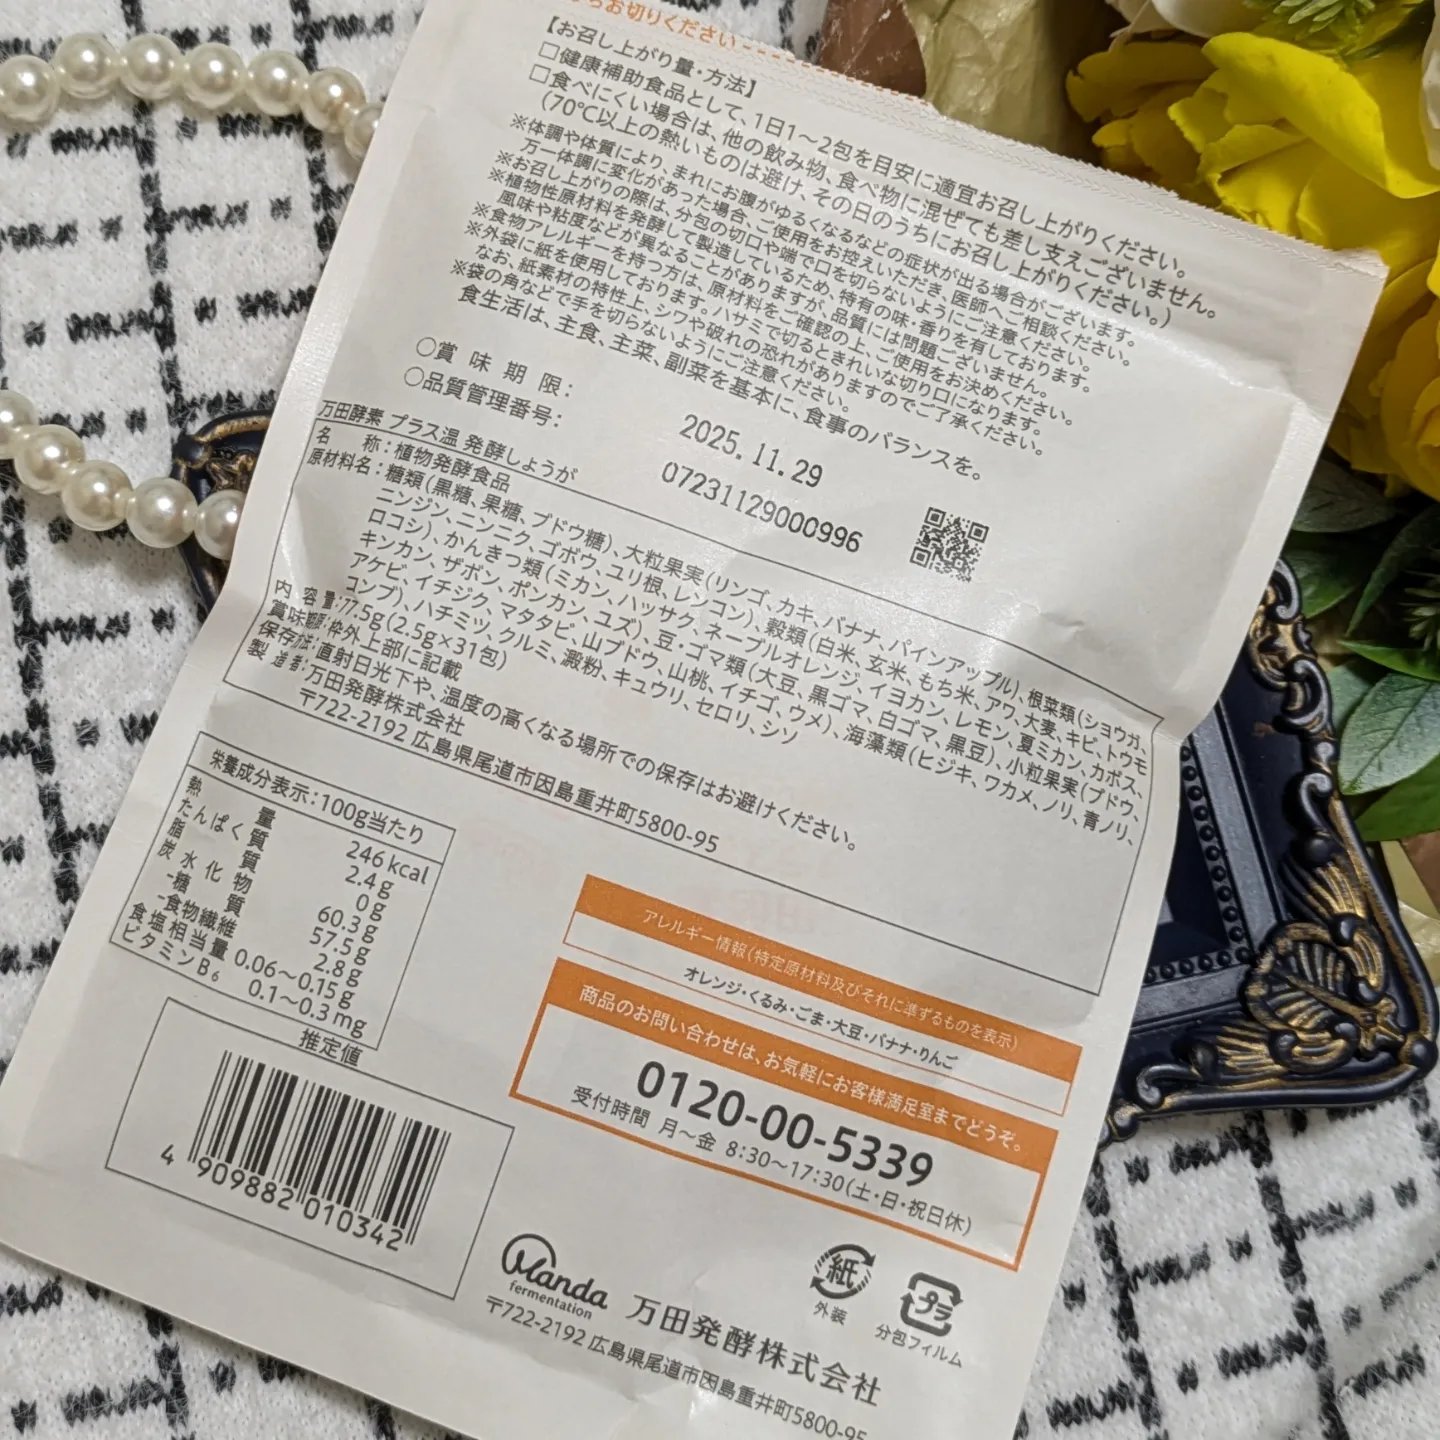 らお切りください
【お召し上がり量・方法】
□健康補助食品として、1日1～2包を目安に適宜お召し上がりください。
□食べにくい場合は、他の飲み物、食べ物に混ぜても差し支えございません。
(70℃以上の熱いものは避け、その日のうちにお召し上がりください。)
※体調や体質により、まれにお腹がゆるくなるなどの症状が出る場合がございます。
万一体調に変化があった場合、ご使用をお控えいただき、医師へご相談ください。
※お召し上がりの際は、分包の切口や端で口を切らないようにご注意ください。
※植物性原材料を発酵して製造しているため、特有の味・香りを有しております。
風味や粘度などが異なることがありますが、品質には問題ございません。
※食物アレルギーを持つ方は、原材料をご確認の上、ご使用をお決めください。
※外袋に紙を使用しております。ハサミで切るときれいな切り口になります。
なお、紙素材の特性上、シワや破れの恐れがありますのでご了承ください。
※袋の角などで手を切らないようにご注意ください。
食生活は、主食、主菜、副菜を基本に、食事のバランスを。
○賞味期限: 2025.11.29
○品質管理番号: 07231129000996
万田酵素 プラス温 発酵しょうが
名称:植物発酵食品
原材料名:糖類(黒糖、果糖、ブドウ糖)、大粒果実(リンゴ、カキ、バナナ、パインアップル)、根菜類(ショウガ、
ニンジン、ニンニク、ゴボウ、ユリ根、レンコン)、穀類(白米、玄米、もち米、アワ、大麦、キビ、トウモ
ロコシ)、かんきつ類(ミカン、ハッサク、ネーブルオレンジ、イヨカン、レモン、夏ミカン、カボス、
キンカン、ザボン、ポンカン、ユズ)、豆・ゴマ類(大豆、黒ゴマ、白ゴマ、黒豆)、小粒果実(ブドウ、
アケビ、イチジク、マタタビ、山ブドウ、山桃、イチゴ、ウメ)、海藻類(ヒジキ、ワカメ、ノリ、青ノリ、
コンブ)、ハチミツ、クルミ、澱粉、キュウリ、セロリ、シソ
内容量:77.5g(2.5g×31包)
賞味期限:枠外上部に記載
保存方法:直射日光下や、温度の高くなる場所での保存はお避けください。
製造者:万田発酵株式会社
〒722-2192 広島県尾道市因島重井町5800-95
栄養成分表示:100g当たり
熱量 246 kcal
たんぱく質 2.4g
脂質 0g
炭水化物 60.3g
-糖質 57.5g
-食物繊維 2.8g
食塩相当量 0.06～0.15g
ビタミンB6 0.1～0.3mg
推定値
アレルギー情報(特定原材料及びそれに準ずるものを表示)
オレンジ・くるみ・ごま・大豆・バナナ・りんご
商品のお問い合わせは、お気軽にお客様満足室までどうぞ。
0120-00-5339
受付時間 月～金 8:30～17:30(土・日・祝日休)
4 909882 010342
Manda
fermentation
万田発酵株式会社
〒722-2192 広島県尾道市因島重井町5800-95
紙
外装
プラ
分包フィルム